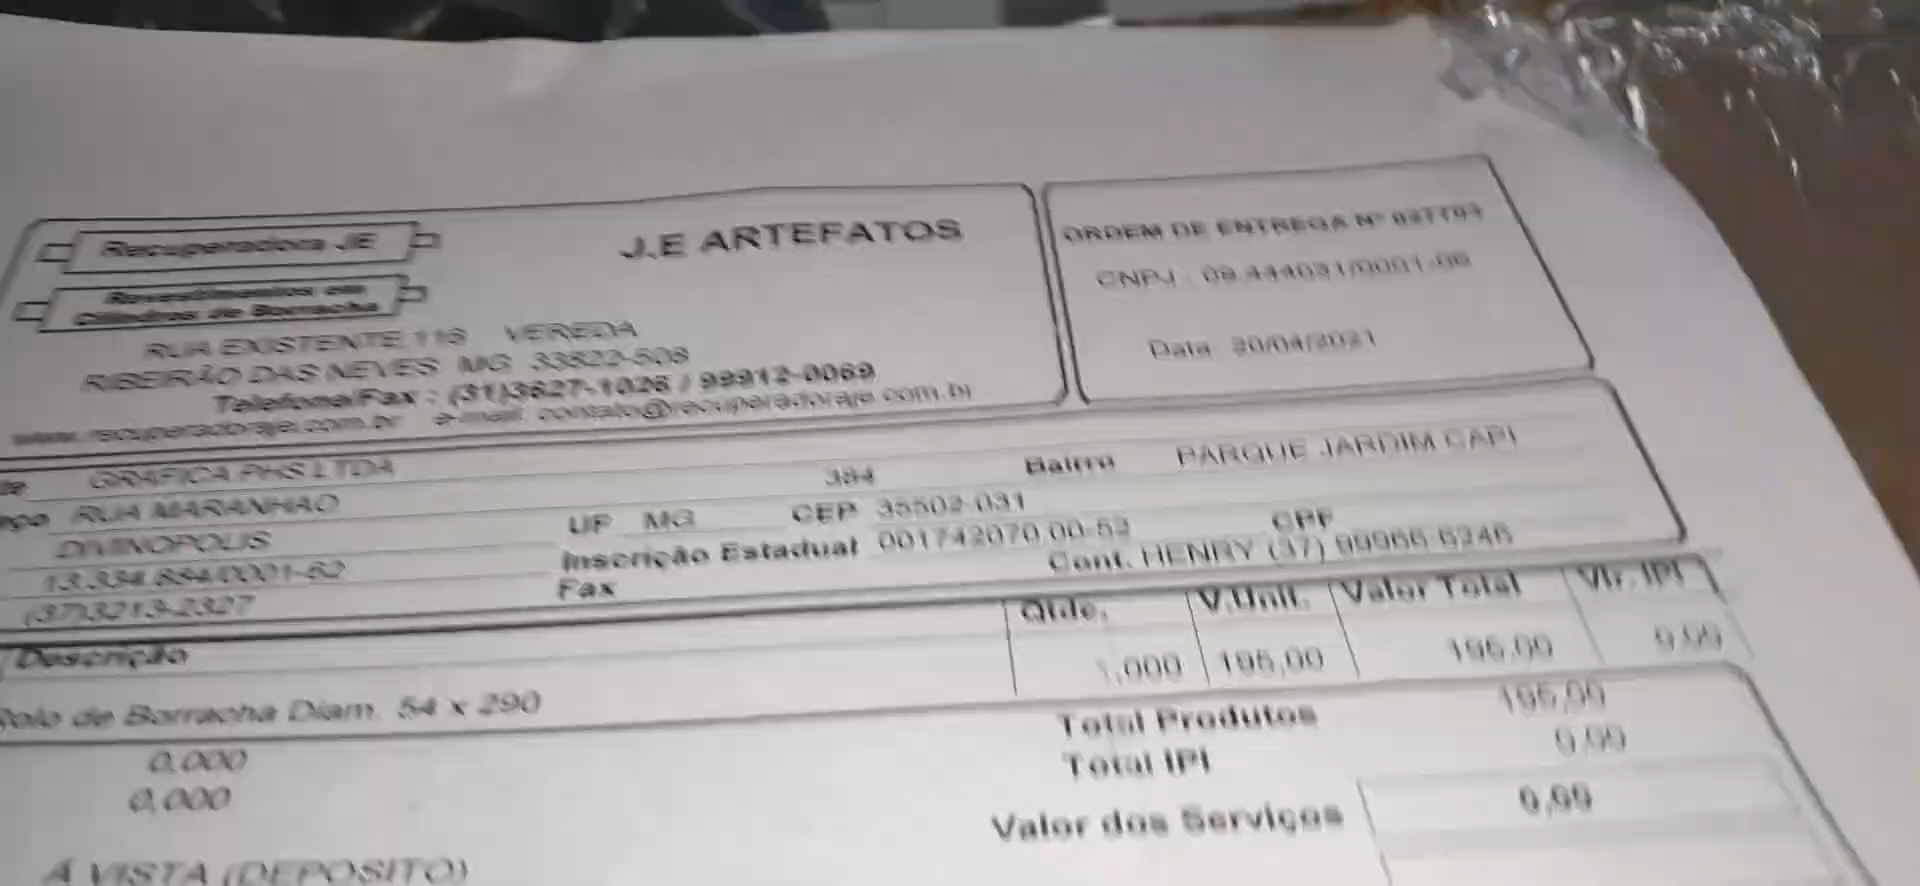 Recuperadora JE
J.E ARTEFATOS
ORDEM DE ENTREGA Nº
Revestimentos em
Cilindros de Borracha
CNPJ : 09.444031/0001-06
RUA EXISTENTE 116 VEREDA
Data: 30/04/2021
RIBEIRÃO DAS NEVES MG 33822-508
Telefone/Fax : (31)3627-1026 / 99912-0069
www.recuperadoraje.com.br e-mail: contato@recuperadoraje.com.br
GRAFICA PHS LTDA
RUA MARANHAO 384 Bairro PARQUE JARDIM CAPI
DIVINOPOLIS UF MG CEP 35502-031
13.334.884/0001-62 Inscrição Estadual 001742070.00-52 CPF
(37)3213-2327 Fax Cont. HENRY (37) 99966-6246
Descrição Qtde. V.Unit. Valor Total Vlr. IPI
Rolo de Borracha Diam. 54 x 290 1,000 195,00 195,00 0,00
0,000 Total Produtos 195,00
0,000 Total IPI 0,00
Valor dos Serviços 0,00
Á VISTA (DEPOSITO)